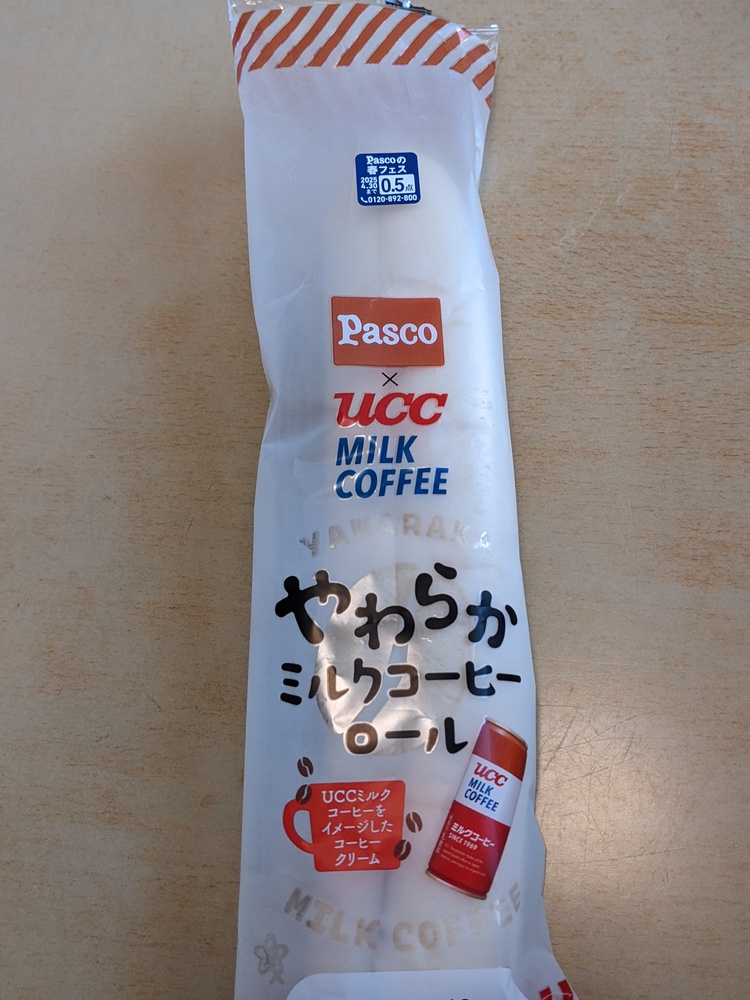 Pascoの
春フェス
2025
4.30
まで
0.5点
0120-892-800
Pasco
×
UCC
MILK
COFFEE
YAWARAKA
やわらか
ミルクコーヒー
ロール
UCCミルク
コーヒーを
イメージした
コーヒー
クリーム
UCC
MILK
COFFEE
ミルクコーヒー
SINCE 1969
MILK COFFEE